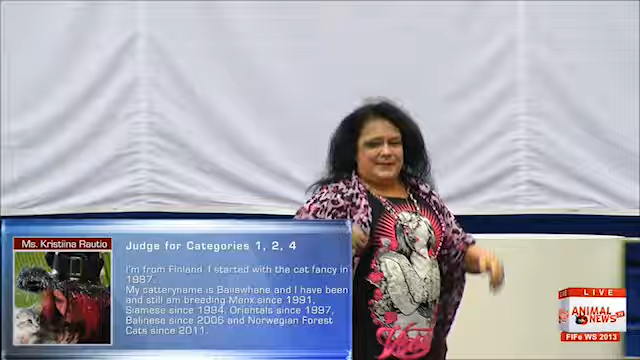 Ms. Kristiina Rautio
Judge for Categories 1, 2, 4
I'm from Finland. I started with the cat fancy in
1987.
My catteryname is Baliewhane and I have been
and still am breeding Manx since 1991,
Siamese since 1994, Orientals since 1997,
Balinese since 2006 and Norwegian Forest
Cats since 2011.
LIVE
ANIMAL
NEWS
FIFe WS 2013